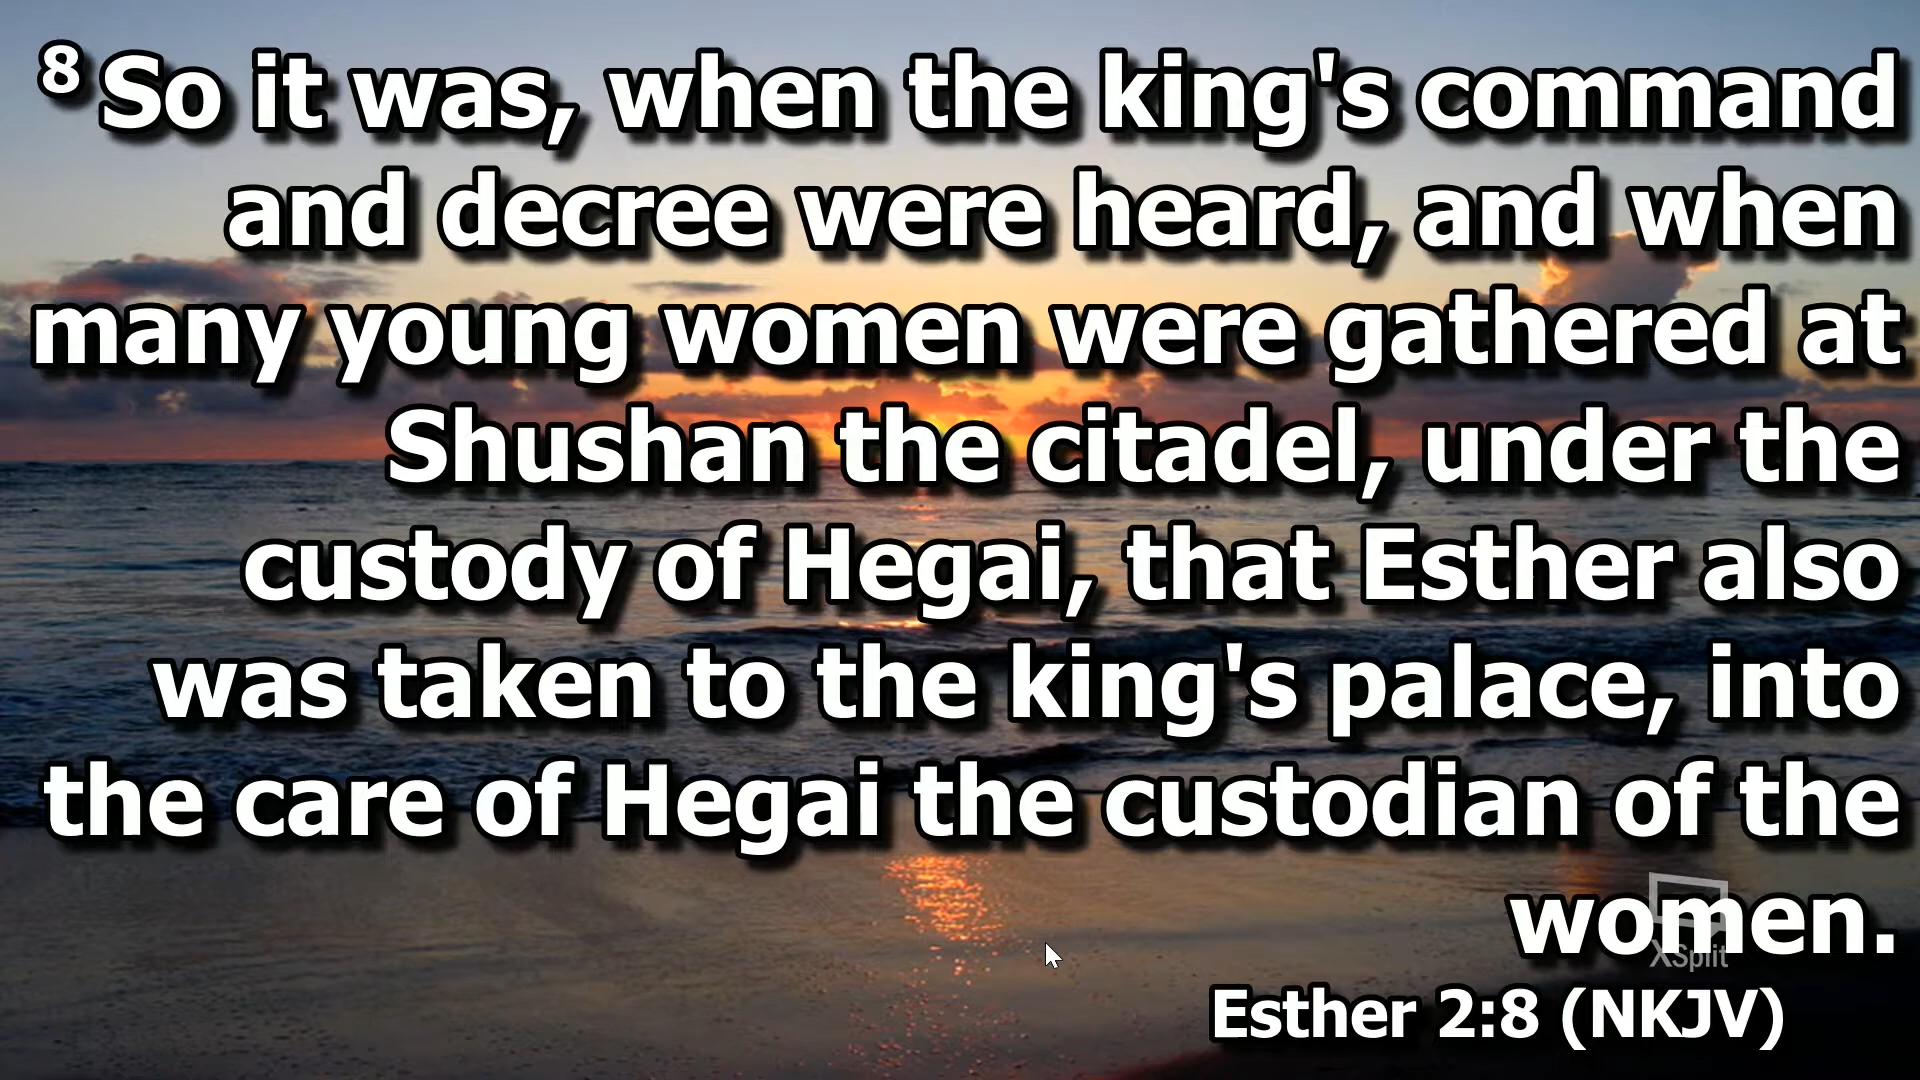 8 So it was, when the king's command
and decree were heard, and when
many young women were gathered at
Shushan the citadel, under the
custody of Hegai, that Esther also
was taken to the king's palace, into
the care of Hegai the custodian of the
women.
XSplit
Esther 2:8 (NKJV)